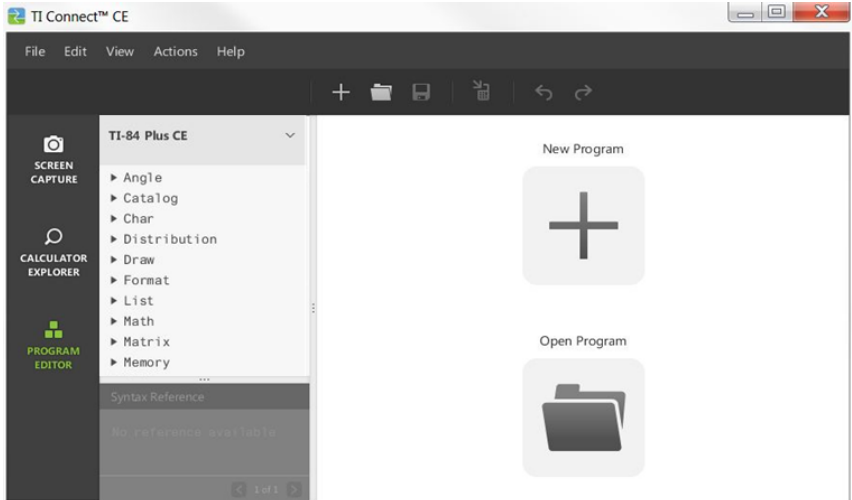 TI Connect™ CE
File Edit View Actions Help
SCREEN
CAPTURE
CALCULATOR
EXPLORER
PROGRAM
EDITOR
TI-84 Plus CE
Angle
Catalog
Char
Distribution
Draw
Format
List
Math
Matrix
Memory
Syntax Reference
No reference available
1 of 1
New Program
Open Program